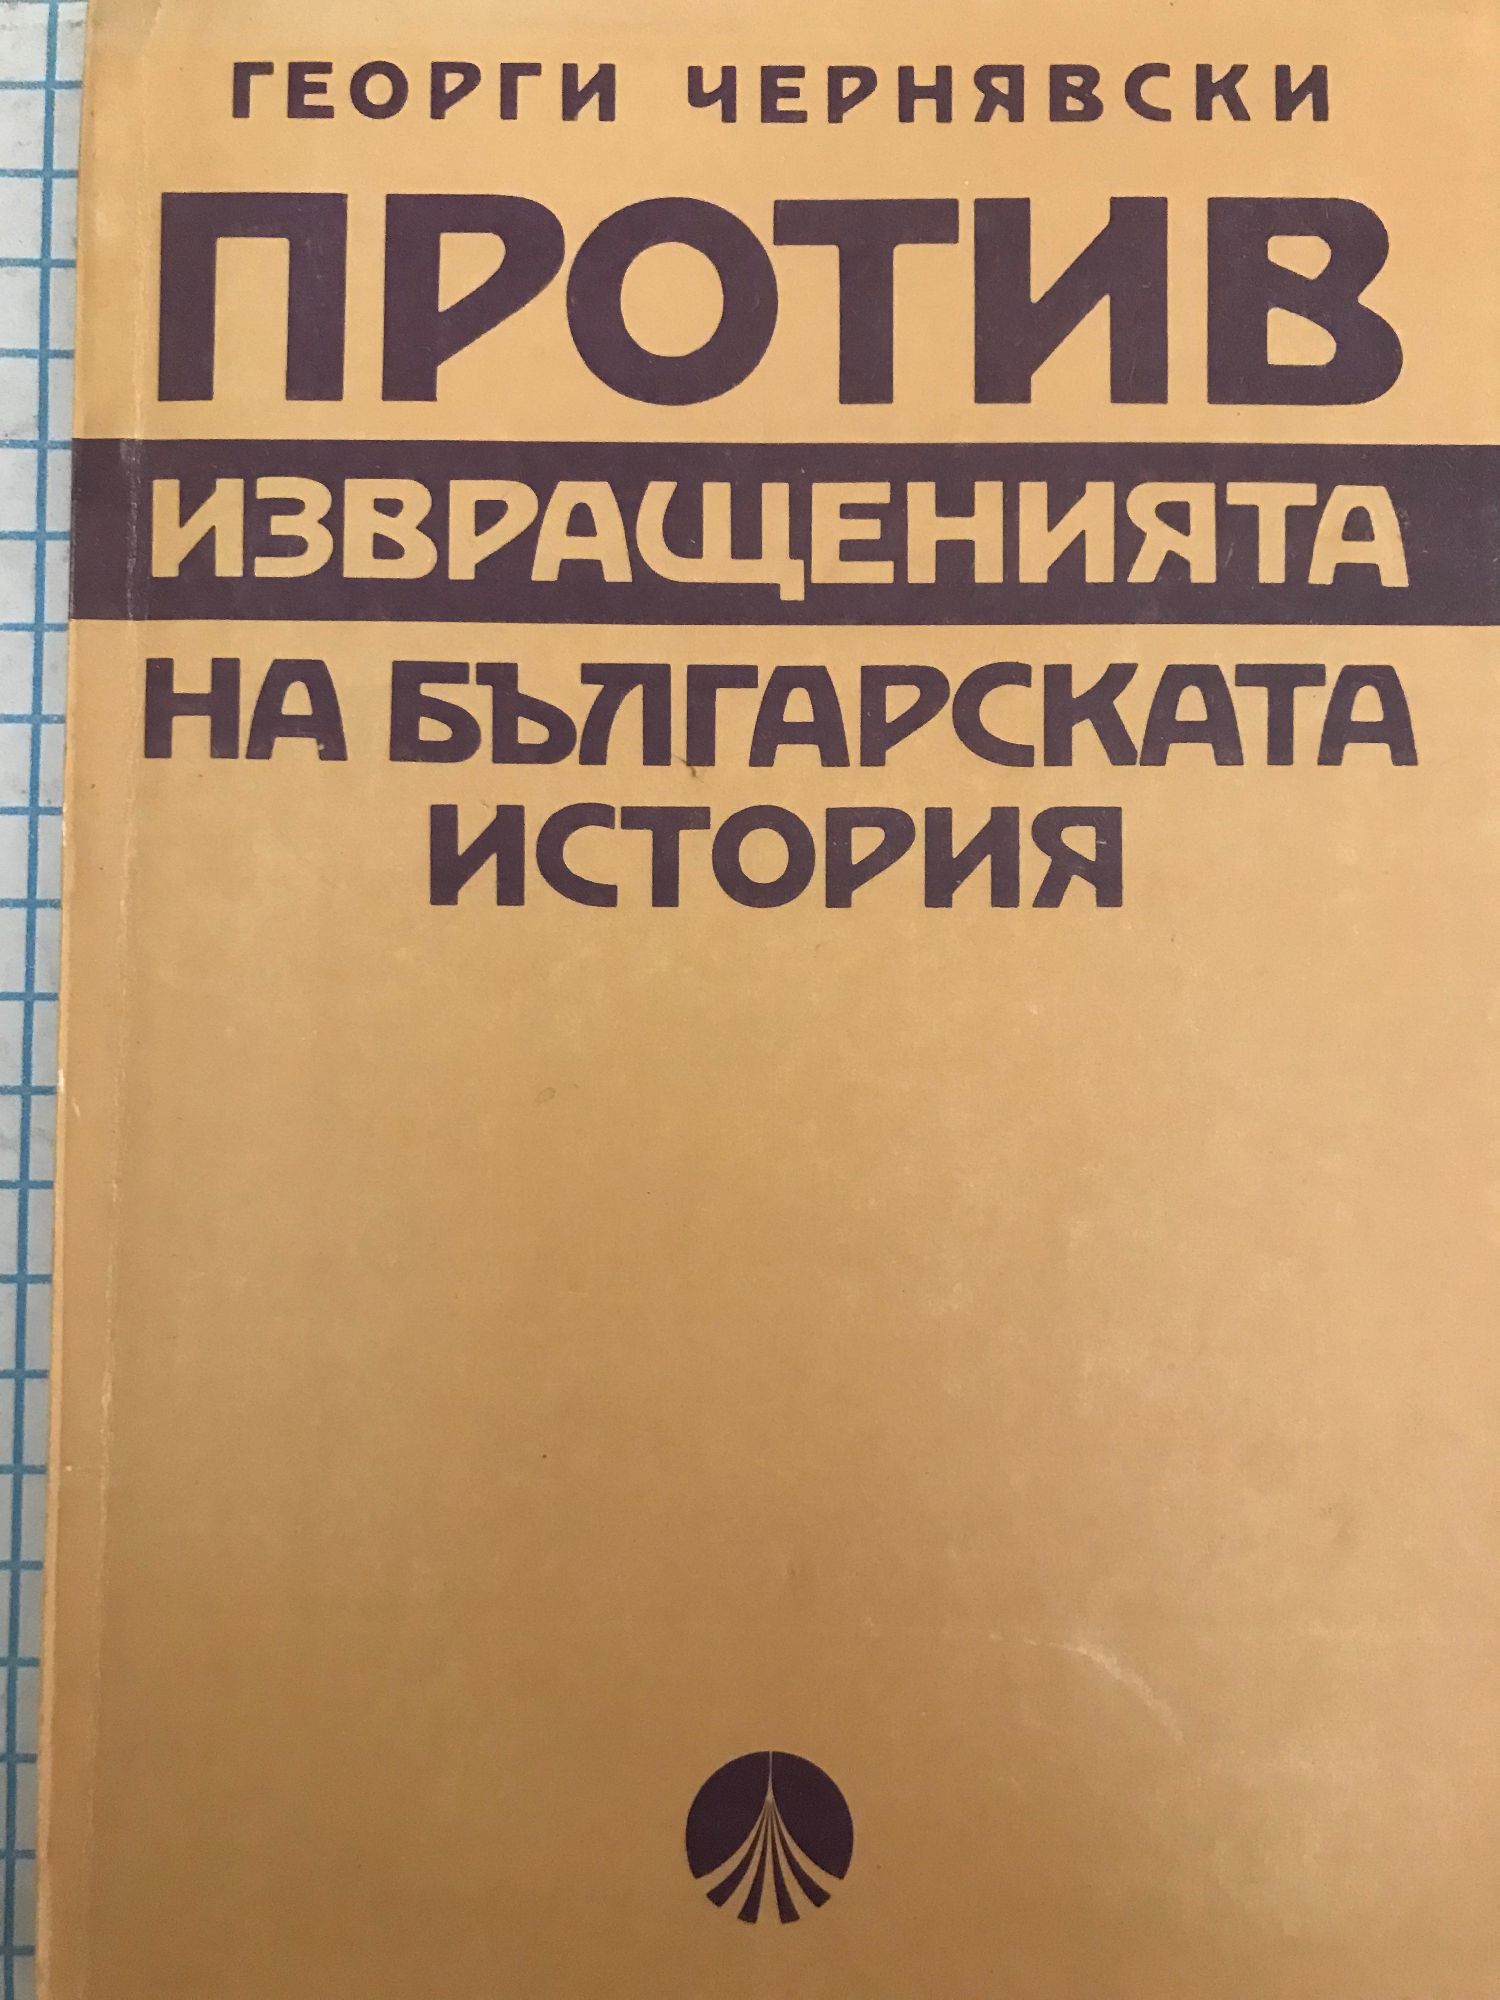 ГЕОРГИ ЧЕРНЯВСКИ
ПРОТИВ
ИЗВРАЩЕНИЯТА
НА БЪЛГАРСКАТА
ИСТОРИЯ